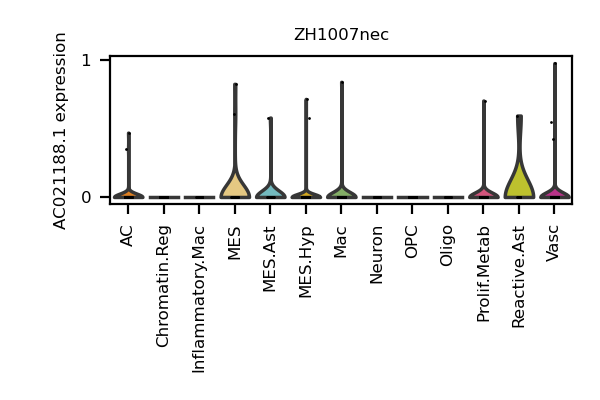 ZH1007nec
AC021188.1 expression
1
0
AC
Chromatin.Reg
Inflammatory.Mac
MES
MES.Ast
MES.Hyp
Mac
Neuron
OPC
Oligo
Prolif.Metab
Reactive.Ast
Vasc